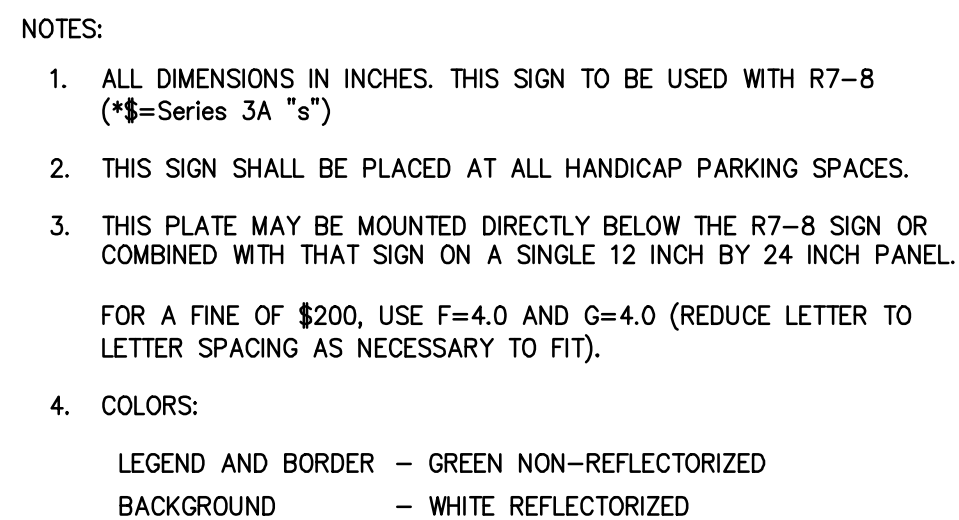 NOTES:
1. ALL DIMENSIONS IN INCHES. THIS SIGN TO BE USED WITH R7-8
(*$=Series 3A "s")
2. THIS SIGN SHALL BE PLACED AT ALL HANDICAP PARKING SPACES.
3. THIS PLATE MAY BE MOUNTED DIRECTLY BELOW THE R7-8 SIGN OR
COMBINED WITH THAT SIGN ON A SINGLE 12 INCH BY 24 INCH PANEL.
FOR A FINE OF $200, USE F=4.0 AND G=4.0 (REDUCE LETTER TO
LETTER SPACING AS NECESSARY TO FIT).
4. COLORS:
LEGEND AND BORDER - GREEN NON-REFLECTORIZED
BACKGROUND - WHITE REFLECTORIZED